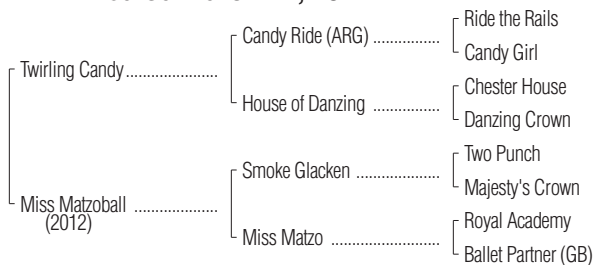 Ride the Rails
Candy Ride (ARG) ................
Candy Girl
Twirling Candy ......................
Chester House
House of Danzing ................
Danzing Crown
Two Punch
Smoke Glacken ....................
Majesty's Crown
Miss Matzoball ....................
(2012)
Royal Academy
Miss Matzo ..........................
Ballet Partner (GB)